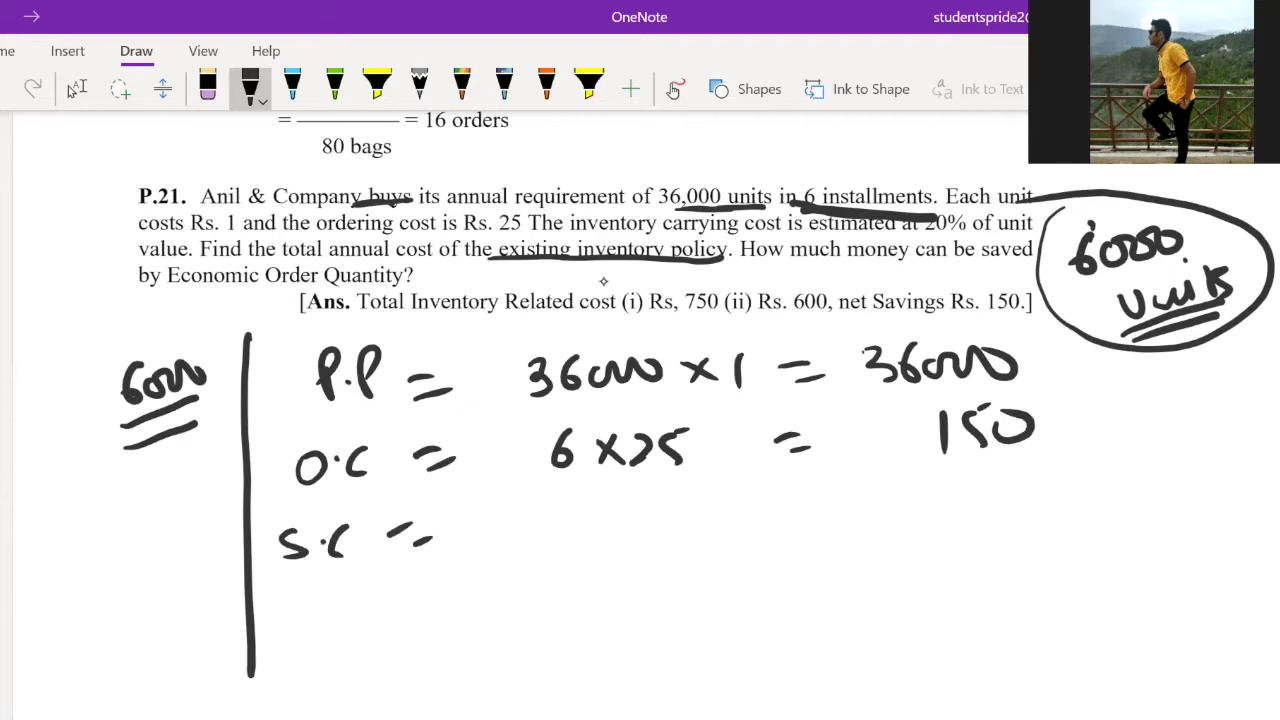 OneNote
studentspride2(
me Insert Draw View Help
Shapes Ink to Shape Ink to Text
= = 16 orders
80 bags
P.21. Anil & Company buys its annual requirement of 36,000 units in 6 installments. Each unit
costs Rs. 1 and the ordering cost is Rs. 25 The inventory carrying cost is estimated at 20% of unit
value. Find the total annual cost of the existing inventory policy. How much money can be saved
by Economic Order Quantity?
[Ans. Total Inventory Related cost (i) Rs, 750 (ii) Rs. 600, net Savings Rs. 150.]
6000
units
6000
P.P = 36000 × 1 = 36000
O.C = 6 × 25 = 150
S.C =